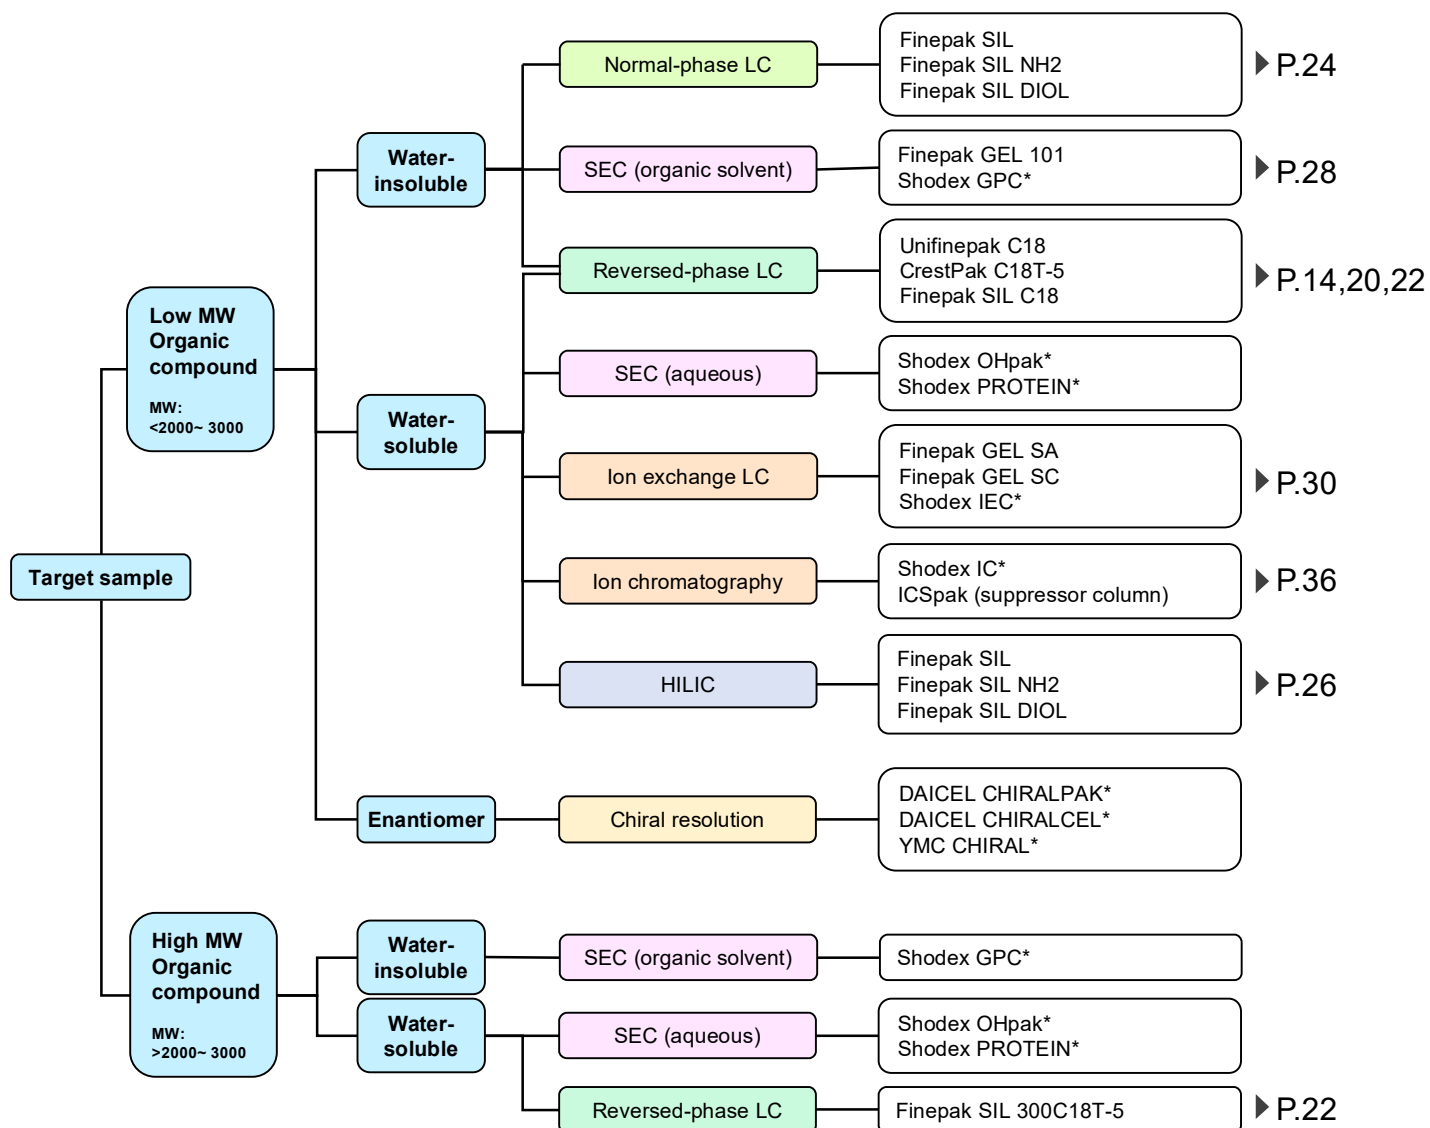 Target sample
Low MW
Organic
compound
MW:
<2000~ 3000
Water-
insoluble
Normal-phase LC
Finepak SIL
Finepak SIL NH2
Finepak SIL DIOL
P.24
SEC (organic solvent)
Finepak GEL 101
Shodex GPC*
P.28
Reversed-phase LC
Unifinepak C18
CrestPak C18T-5
Finepak SIL C18
P.14,20,22
Water-
soluble
SEC (aqueous)
Shodex OHpak*
Shodex PROTEIN*
Ion exchange LC
Finepak GEL SA
Finepak GEL SC
Shodex IEC*
P.30
Ion chromatography
Shodex IC*
ICSpak (suppressor column)
P.36
HILIC
Finepak SIL
Finepak SIL NH2
Finepak SIL DIOL
P.26
Enantiomer
Chiral resolution
DAICEL CHIRALPAK*
DAICEL CHIRALCEL*
YMC CHIRAL*
High MW
Organic
compound
MW:
>2000~ 3000
Water-
insoluble
SEC (organic solvent)
Shodex GPC*
Water-
soluble
SEC (aqueous)
Shodex OHpak*
Shodex PROTEIN*
Reversed-phase LC
Finepak SIL 300C18T-5
P.22